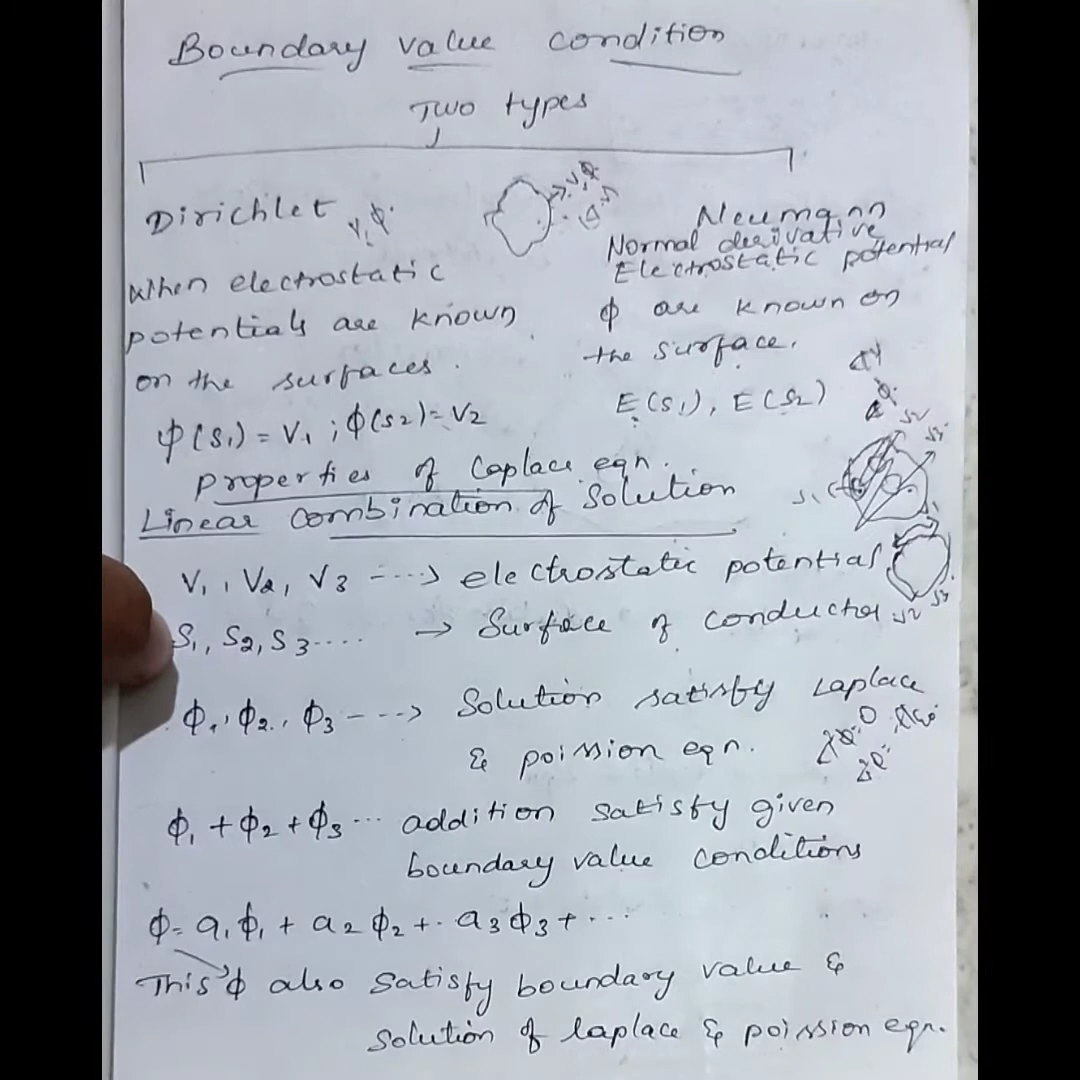 Boundary value condition
Two types
Dirichlet
When electrostatic
potentials are known
on the surfaces.
ϕ(s1) = V1 ; ϕ(s2) = V2
Neumann
Normal derivative
Electrostatic potential
ϕ are known on
the surface.
E(s1), E(s2)
properties of Laplace eqn.
Linear combination of solution
V1, V2, V3 ---→ electrostatic potential
S1, S2, S3 .... → Surface of conductor
ϕ1, ϕ2, ϕ3 ---→ Solution satisfy Laplace
& poission eqn.
ϕ1 + ϕ2 + ϕ3 ... addition satisfy given
boundary value conditions
ϕ = a1ϕ1 + a2ϕ2 + a3ϕ3 + ...
This ϕ also satisfy boundary value &
solution of laplace & poission eqn.